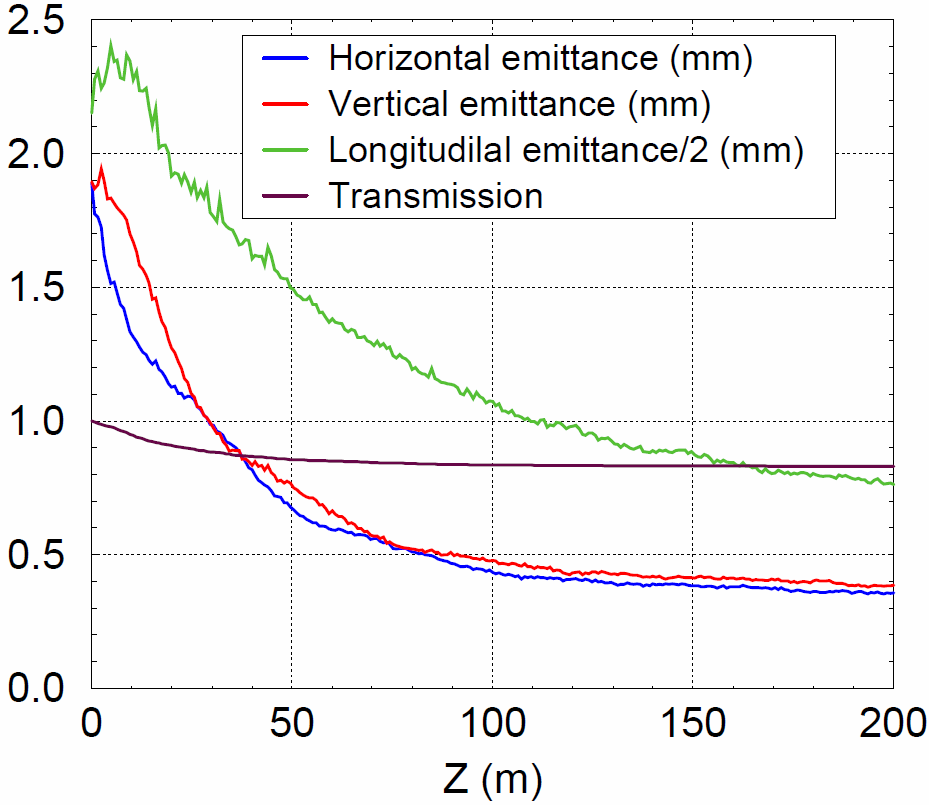 2.5
2.0
1.5
1.0
0.5
0.0
Horizontal emittance (mm)
Vertical emittance (mm)
Longitudilal emittance/2 (mm)
Transmission
0 50 100 150 200
Z (m)